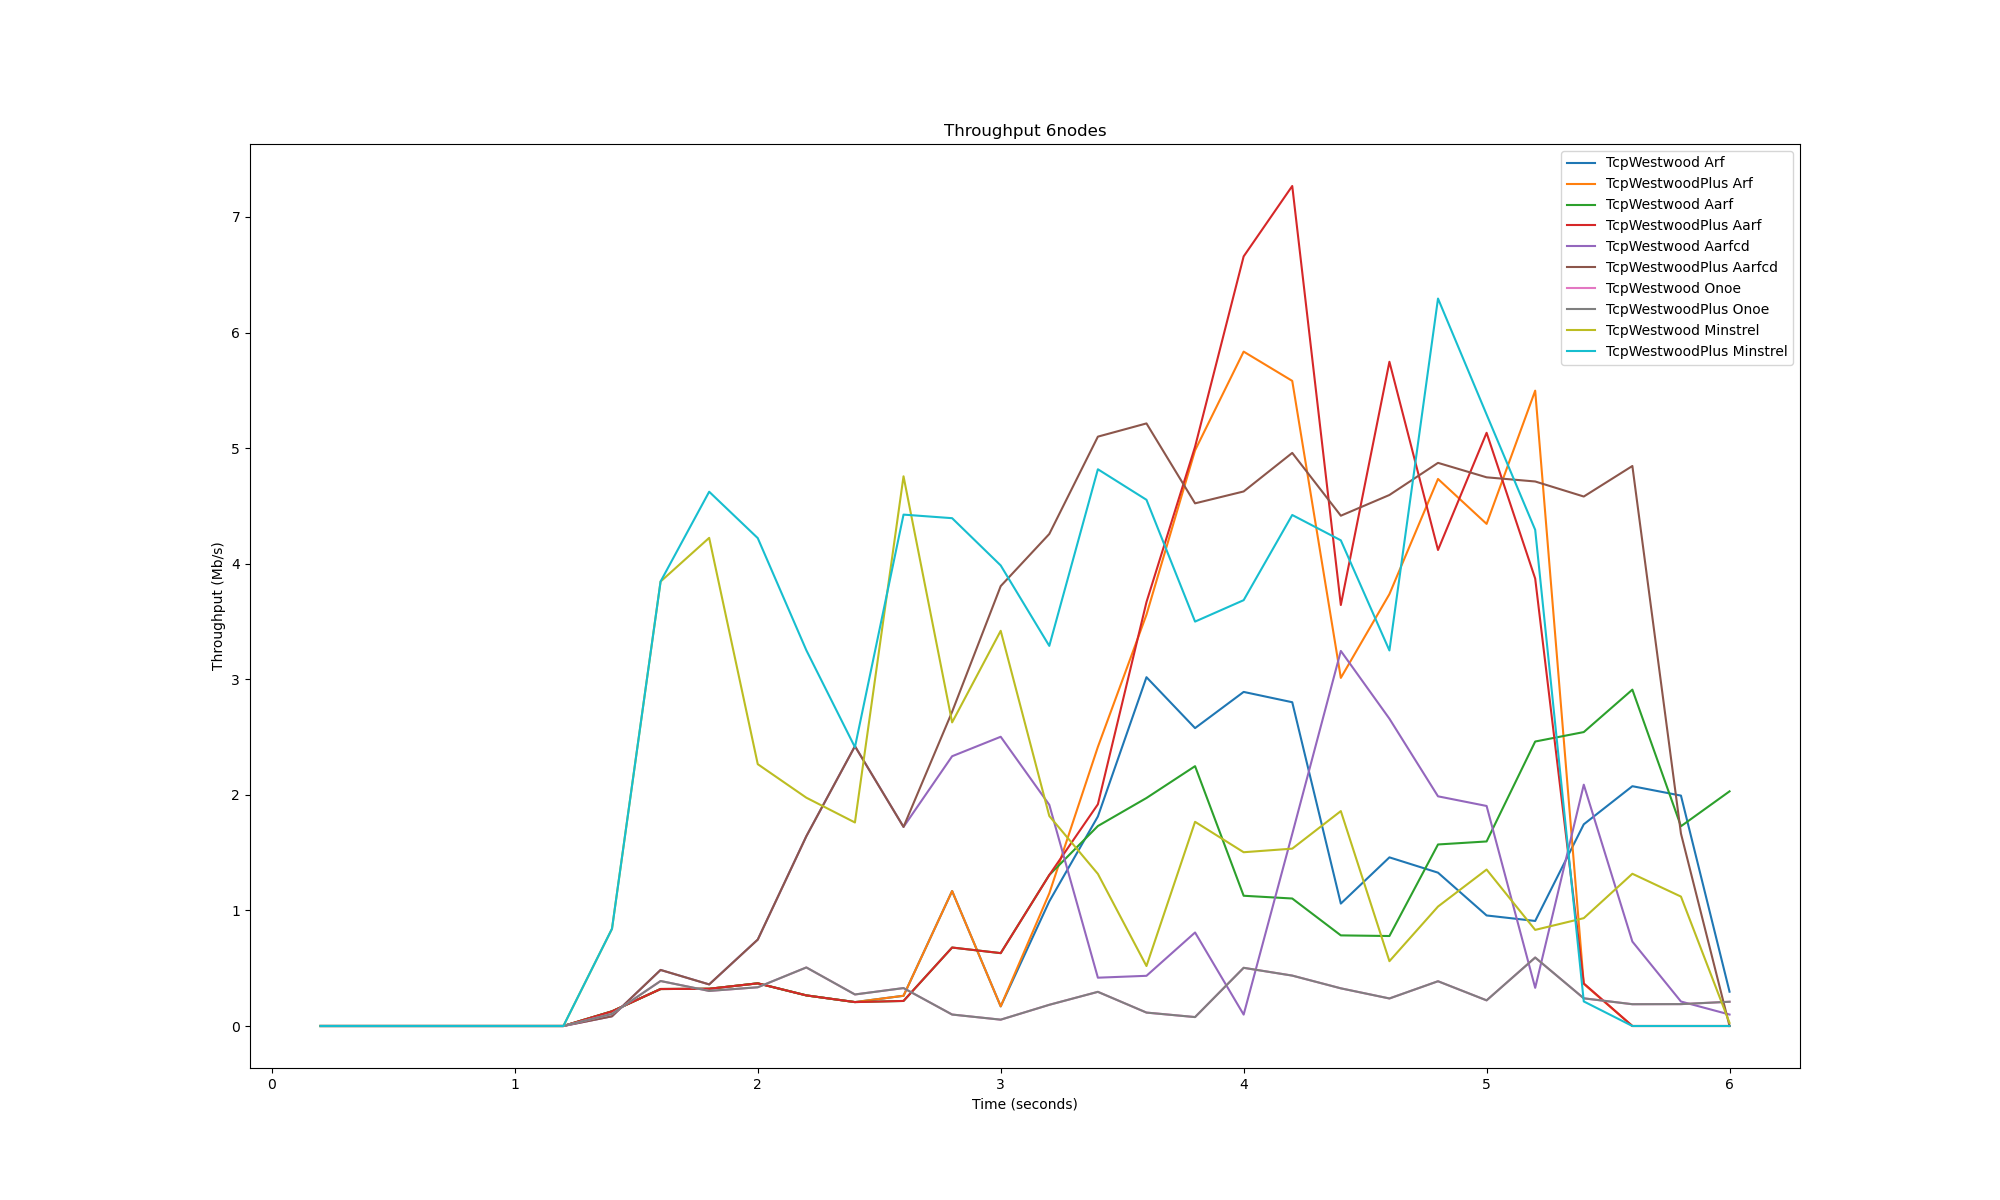 Throughput 6nodes
TcpWestwood Arf
TcpWestwoodPlus Arf
TcpWestwood Aarf
TcpWestwoodPlus Aarf
TcpWestwood Aarfcd
TcpWestwoodPlus Aarfcd
TcpWestwood Onoe
TcpWestwoodPlus Onoe
TcpWestwood Minstrel
TcpWestwoodPlus Minstrel
7
6
5
4
3
2
1
0
Throughput (Mb/s)
0 1 2 3 4 5 6
Time (seconds)